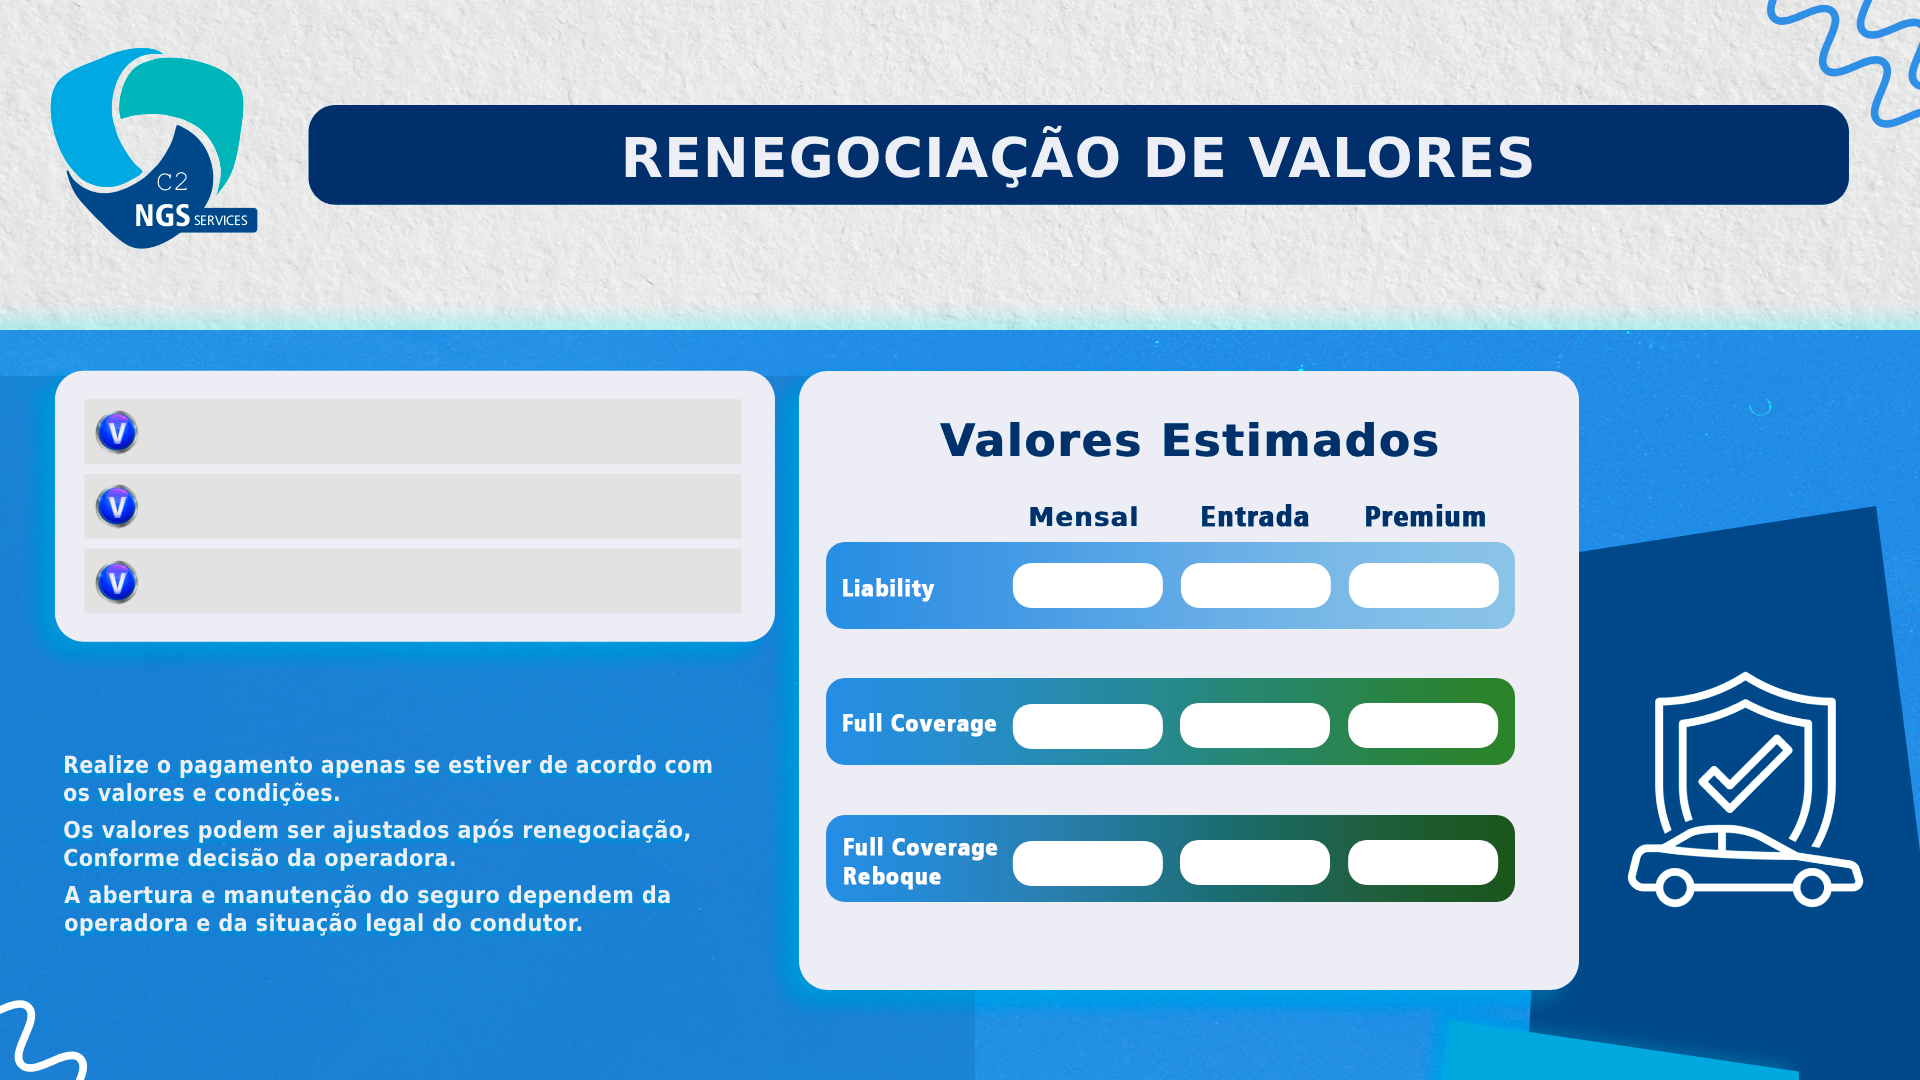 C2
NGS SERVICES
RENEGOCIAÇÃO DE VALORES
V
V
V
Realize o pagamento apenas se estiver de acordo com
os valores e condições.
Os valores podem ser ajustados após renegociação,
Conforme decisão da operadora.
A abertura e manutenção do seguro dependem da
operadora e da situação legal do condutor.
Valores Estimados
Mensal Entrada Premium
Liability
Full Coverage
Full Coverage
Reboque